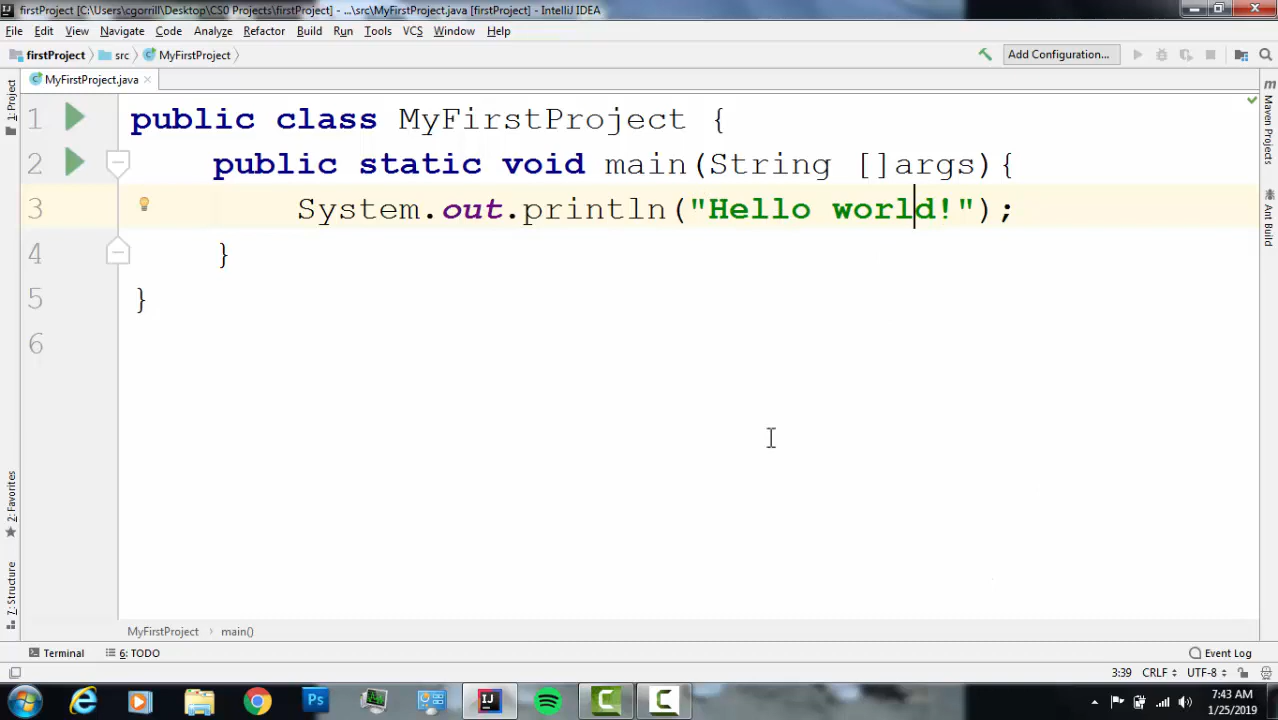 firstProject [C:\Users\cgorrill\Desktop\CS0 Projects\firstProject] - ...\src\MyFirstProject.java [firstProject] - IntelliJ IDEA
File Edit View Navigate Code Analyze Refactor Build Run Tools VCS Window Help
firstProject src MyFirstProject Add Configuration...
MyFirstProject.java
1: Project
Maven Projects
Ant Build
1 public class MyFirstProject {
2 public static void main(String []args){
3 System.out.println("Hello world!");
4 }
5 }
6
2: Favorites
7: Structure
MyFirstProject main()
Terminal 6: TODO Event Log
3:39 CRLF UTF-8
7:43 AM
1/25/2019